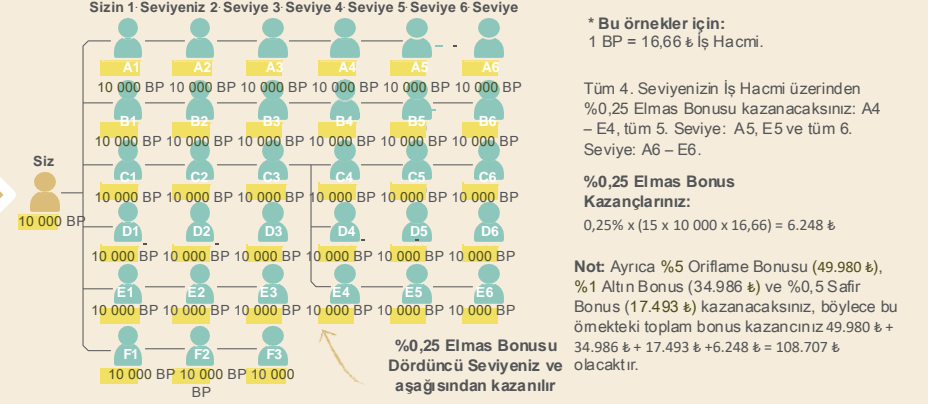 Sizin 1. Seviyeniz 2. Seviye 3. Seviye 4. Seviye 5. Seviye 6. Seviye
A1 A2 A3 A4 A5 A6
10 000 BP 10 000 BP 10 000 BP 10 000 BP 10 000 BP 10 000 BP
B1 B2 B3 B4 B5 B6
10 000 BP 10 000 BP 10 000 BP 10 000 BP 10 000 BP 10 000 BP
Siz
C1 C2 C3 C4 C5 C6
10 000 BP 10 000 BP 10 000 BP 10 000 BP 10 000 BP 10 000 BP
10 000 BP
D1 D2 D3 D4 D5 D6
10 000 BP 10 000 BP 10 000 BP 10 000 BP 10 000 BP 10 000 BP
E1 E2 E3 E4 E5 E6
10 000 BP 10 000 BP 10 000 BP 10 000 BP 10 000 BP 10 000 BP
F1 F2 F3
10 000 BP 10 000 BP 10 000
BP
%0,25 Elmas Bonusu
Dördüncü Seviyeniz ve
aşağısından kazanılır
* Bu örnekler için:
1 BP = 16,66 ₺ İş Hacmi.
Tüm 4. Seviyenizin İş Hacmi üzerinden
%0,25 Elmas Bonusu kazanacaksınız: A4
– E4, tüm 5. Seviye: A5, E5 ve tüm 6.
Seviye: A6 – E6.
%0,25 Elmas Bonus
Kazançlarınız:
0,25% x (15 x 10 000 x 16,66) = 6.248 ₺
Not: Ayrıca %5 Oriflame Bonusu (49.980 ₺),
%1 Altın Bonus (34.986 ₺) ve %0,5 Safir
Bonus (17.493 ₺) kazanacaksınız, böylece bu
örnekteki toplam bonus kazancınız 49.980 ₺ +
34.986 ₺ + 17.493 ₺ +6.248 ₺ = 108.707 ₺
olacaktır.